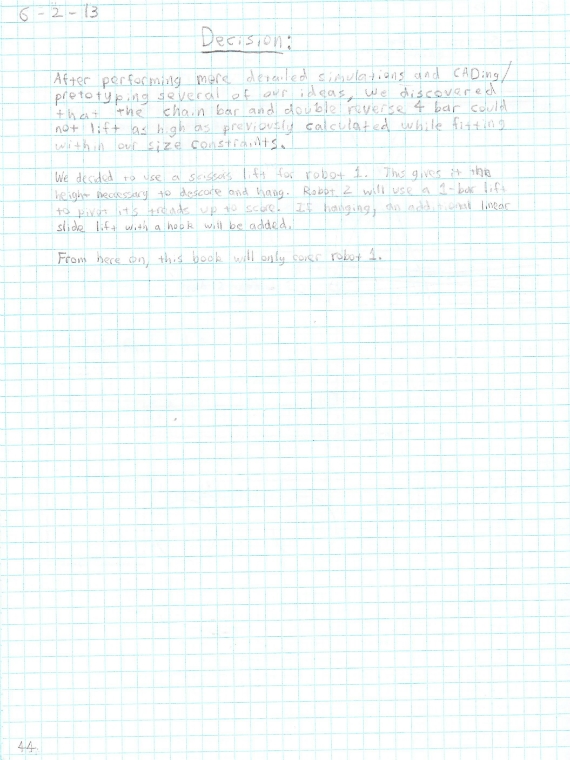 6-2-13
Decision:
After performing more detailed simulations and CADing/
prototyping several of our ideas, we discovered
that the chain bar and double reverse 4 bar could
not lift as high as previously calculated while fitting
within our size constraints.
We decided to use a scissors lift for robot 1. This gives it the
height necessary to descore and hang. Robot 2 will use a 1-bar lift
to pivot its treads up to score. If hanging, an additional linear
slide lift with a hook will be added.
From here on, this book will only cover robot 1.
44